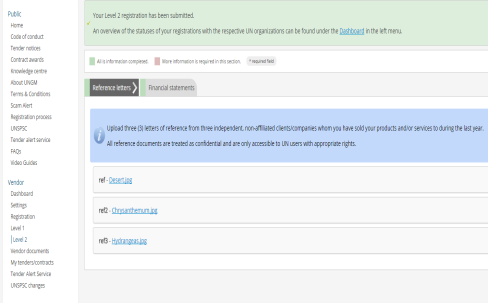 Public
Home
Code of conduct
Tender notices
Contract awards
Knowledge centre
About UNGM
Terms & Conditions
Scam Alert
Registration process
UNSPSC
Tender alert service
FAQs
Video Guides
Vendor
Dashboard
Settings
Registration
Level 1
Level 2
Vendor documents
My tenders/contracts
Tender Alert Service
UNSPSC changes
Your Level 2 registration has been submitted.
An overview of the statuses of your registrations with the respective UN organizations can be found under the Dashboard in the left menu.
All is information completed.
More information is required in this section.
* required field
Reference letters
Financial statements
Upload three (3) letters of reference from three independent, non-affiliated clients/companies whom you have sold your products and/or services to during the last year.
All reference documents are treated as confidential and are only accessible to UN users with appropriate rights.
ref - Desert.jpg
ref2 - Chrysanthemum.jpg
ref3 - Hydrangeas.jpg